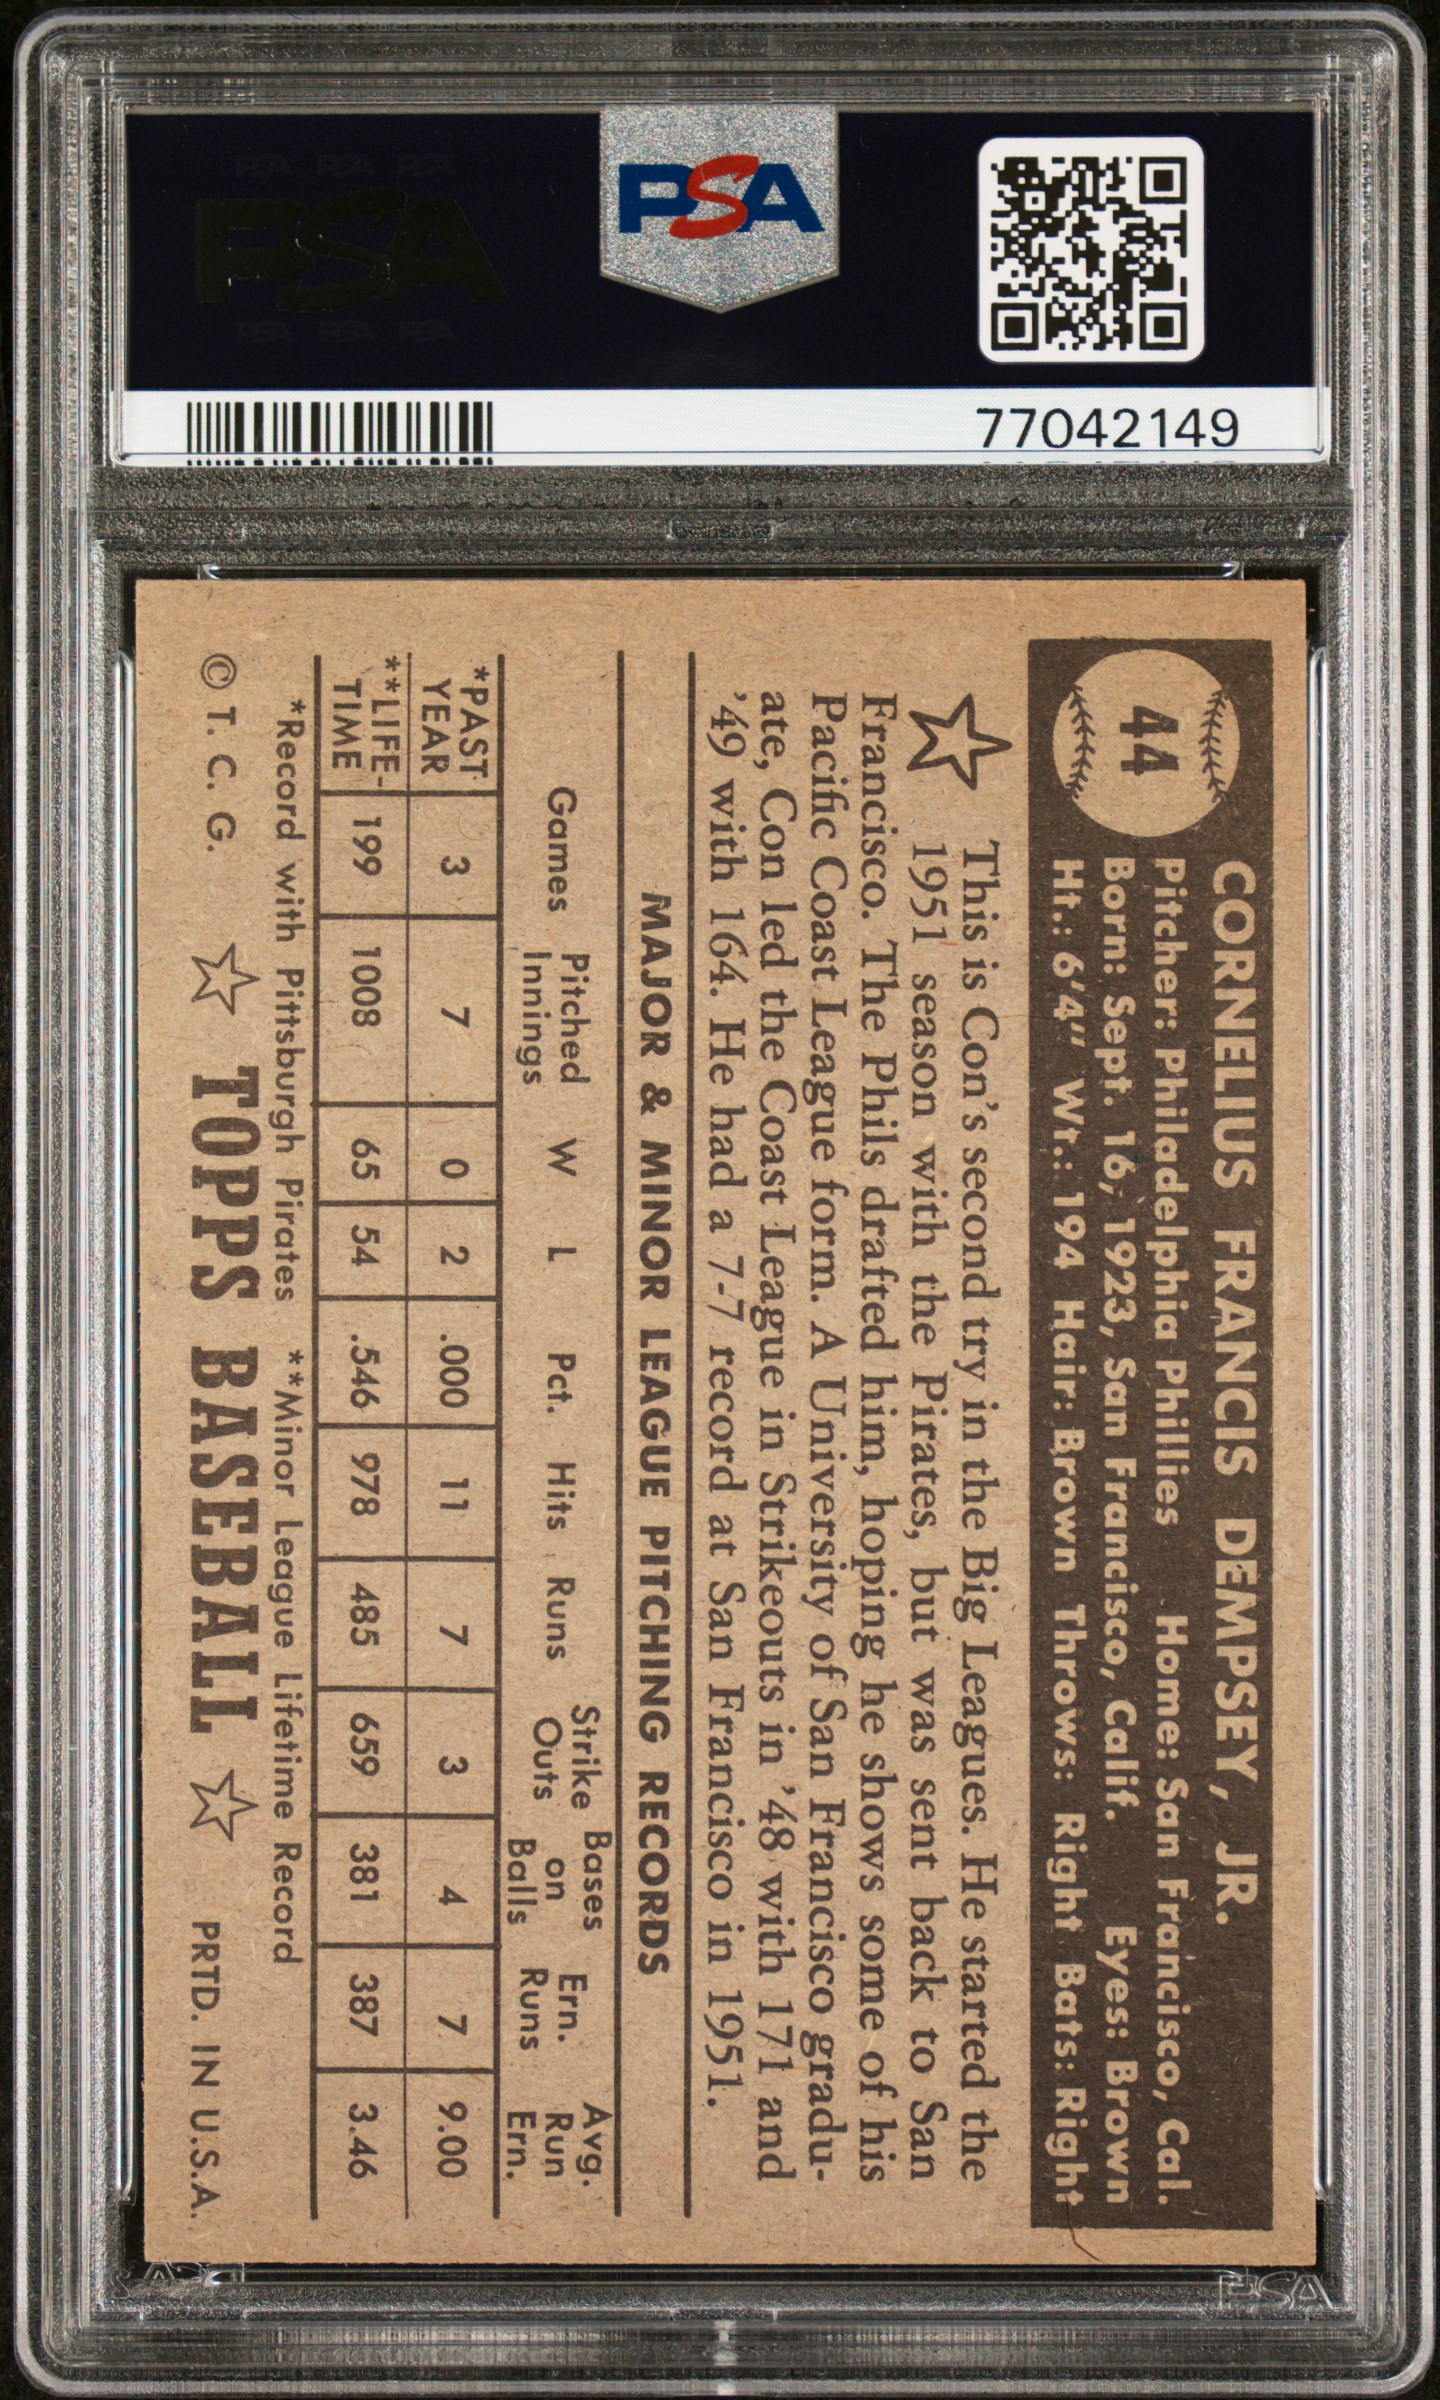 PSA PSA PSA
PSA
PSA PSA PSA
PSA
77042149
44
CORNELIUS FRANCIS DEMPSEY, JR.
Pitcher: Philadelphia Phillies Home: San Francisco, Cal.
Born: Sept. 16, 1923, San Francisco, Calif. Eyes: Brown
Ht.: 6'4" Wt.: 194 Hair: Brown Throws: Right Bats: Right
This is Con's second try in the Big Leagues. He started the
1951 season with the Pirates, but was sent back to San
Francisco. The Phils drafted him, hoping he shows some of his
Pacific Coast League form. A University of San Francisco gradu-
ate, Con led the Coast League in Strikeouts in '48 with 171 and
'49 with 164. He had a 7-7 record at San Francisco in 1951.
MAJOR & MINOR LEAGUE PITCHING RECORDS
Games Pitched Innings W L Pct. Hits Runs Strike Outs Bases on Balls Ern. Runs Avg. Run Ern.
*PAST YEAR 3 7 0 2 .000 11 7 3 4 7 9.00
**LIFE-TIME 199 1008 65 54 .546 978 485 659 381 387 3.46
*Record with Pittsburgh Pirates **Minor League Lifetime Record
© T. C. G. ☆ TOPPS BASEBALL ☆ PRTD. IN U.S.A.
PSA